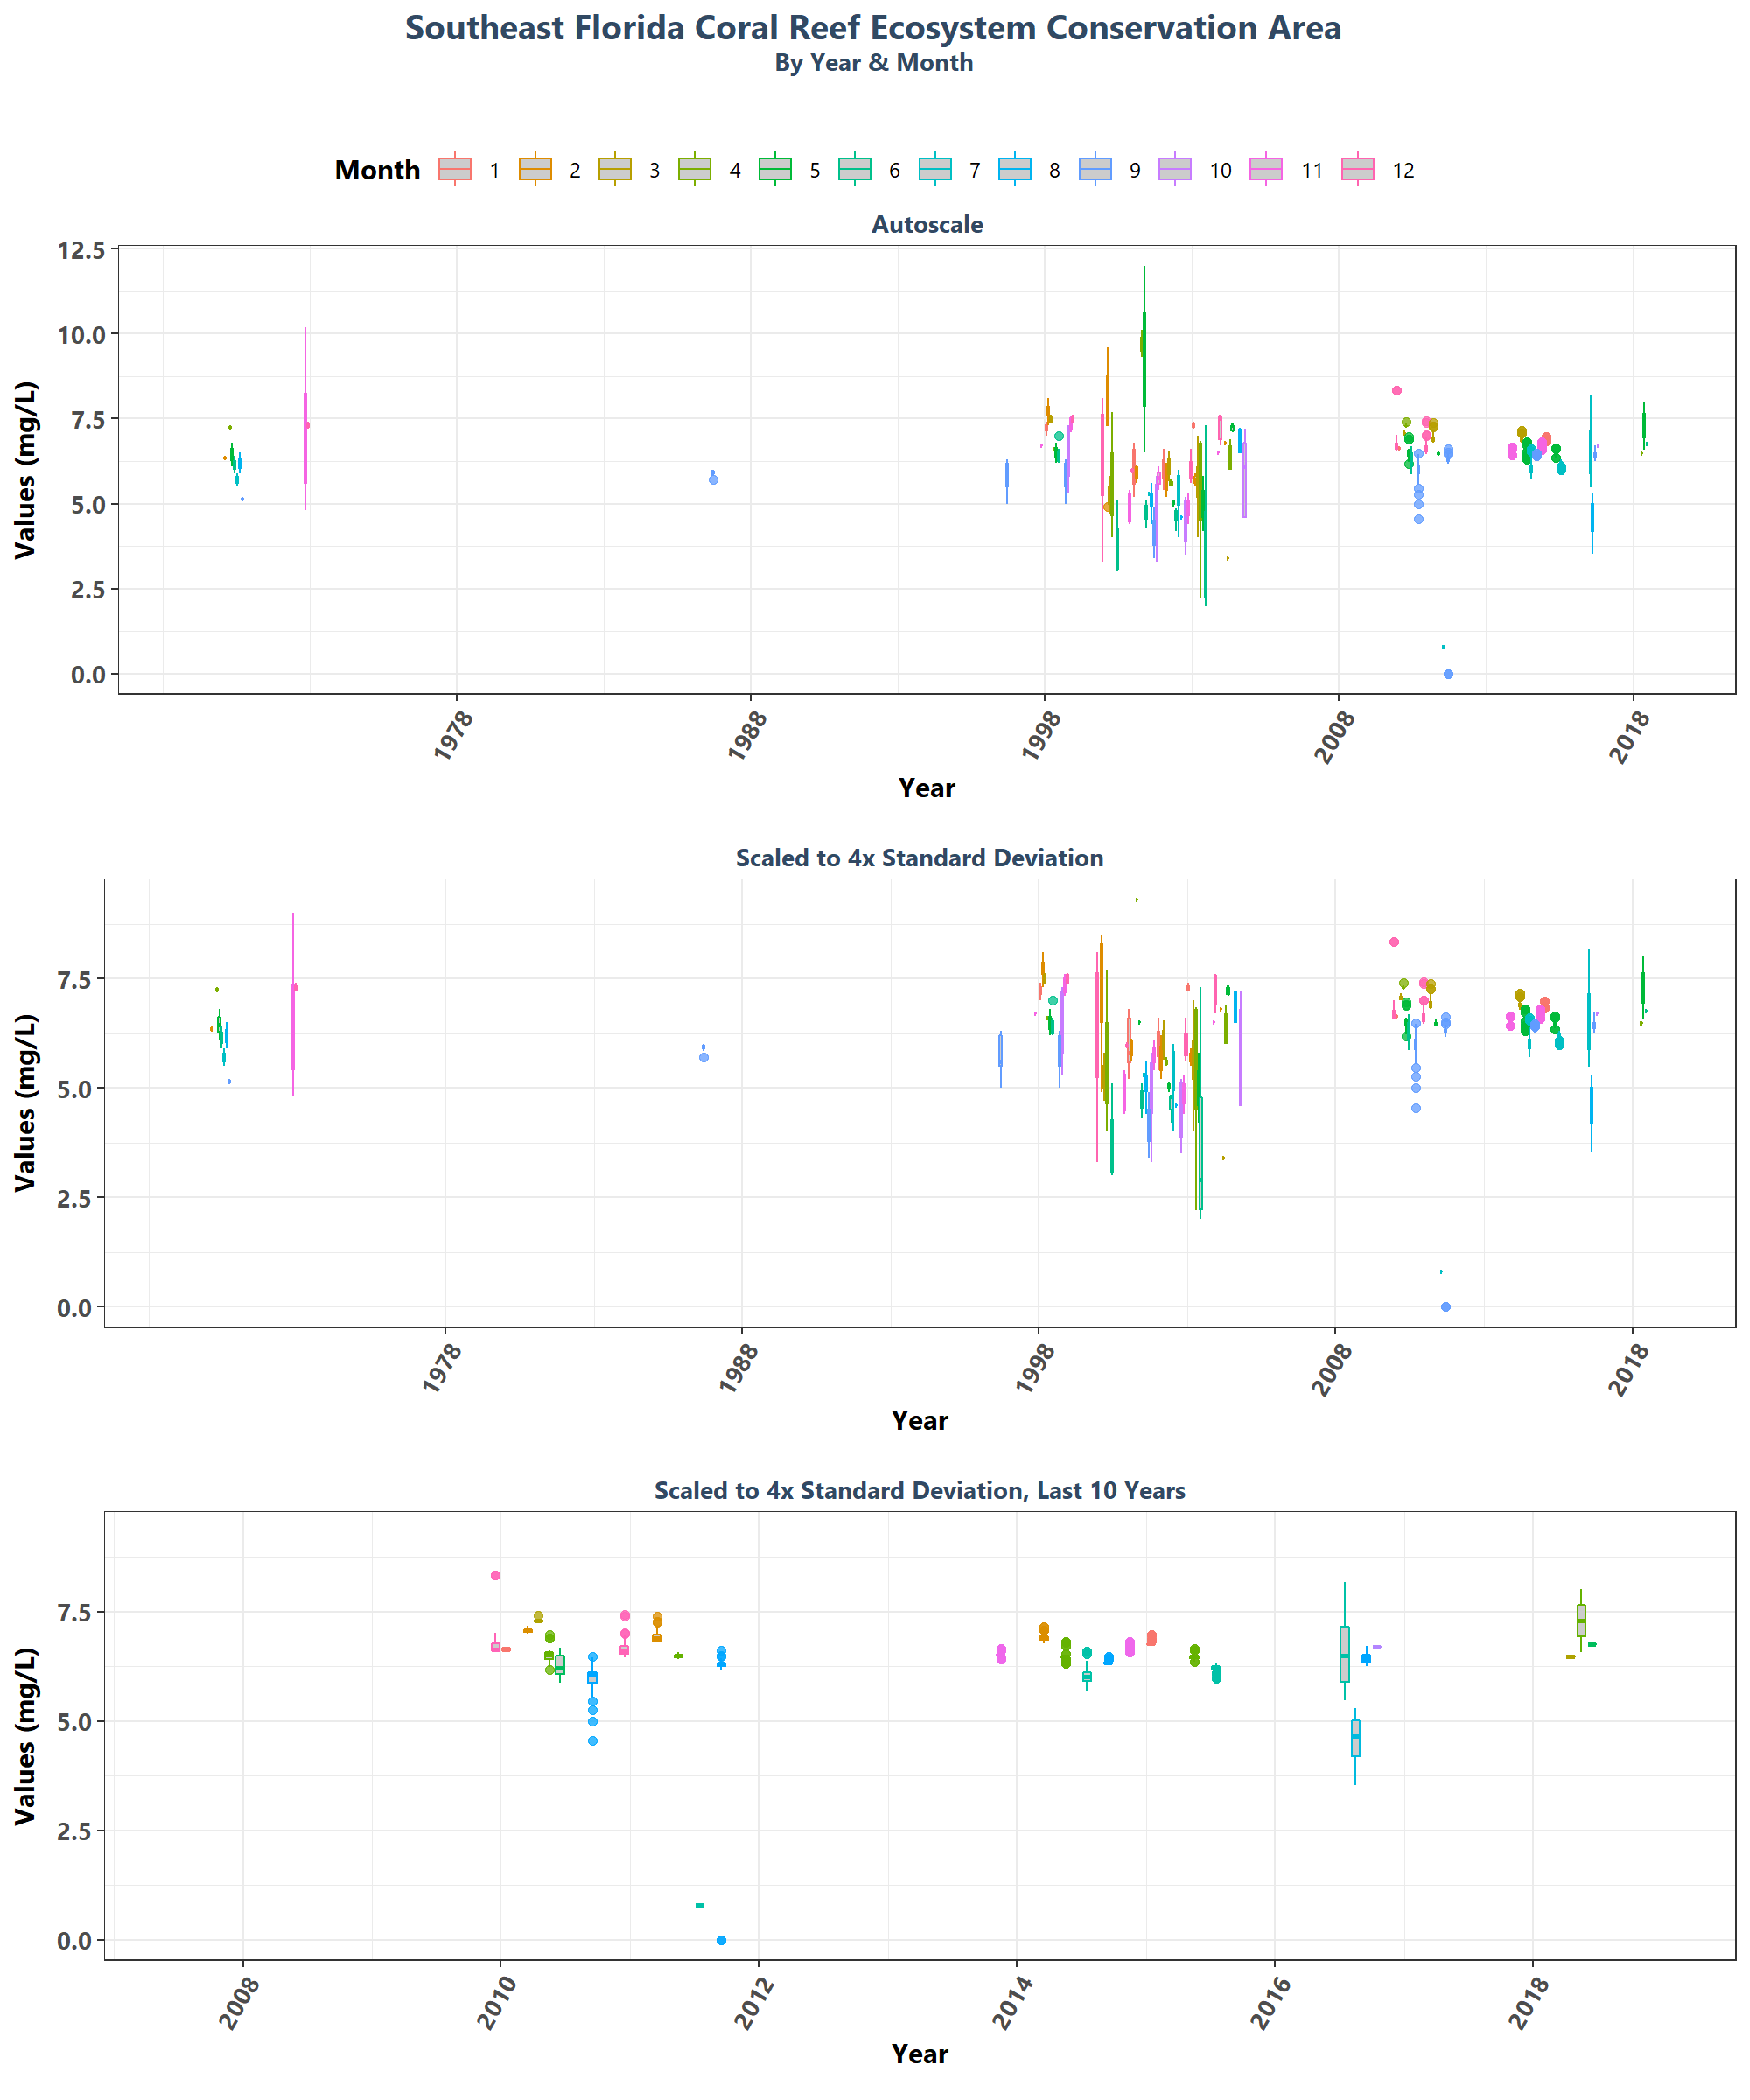 Southeast Florida Coral Reef Ecosystem Conservation Area
By Year & Month
Month 1 2 3 4 5 6 7 8 9 10 11 12
Autoscale
Values (mg/L)
12.5
10.0
7.5
5.0
2.5
0.0
1978 1988 1998 2008 2018
Year
Scaled to 4x Standard Deviation
Values (mg/L)
7.5
5.0
2.5
0.0
1978 1988 1998 2008 2018
Year
Scaled to 4x Standard Deviation, Last 10 Years
Values (mg/L)
7.5
5.0
2.5
0.0
2008 2010 2012 2014 2016 2018
Year